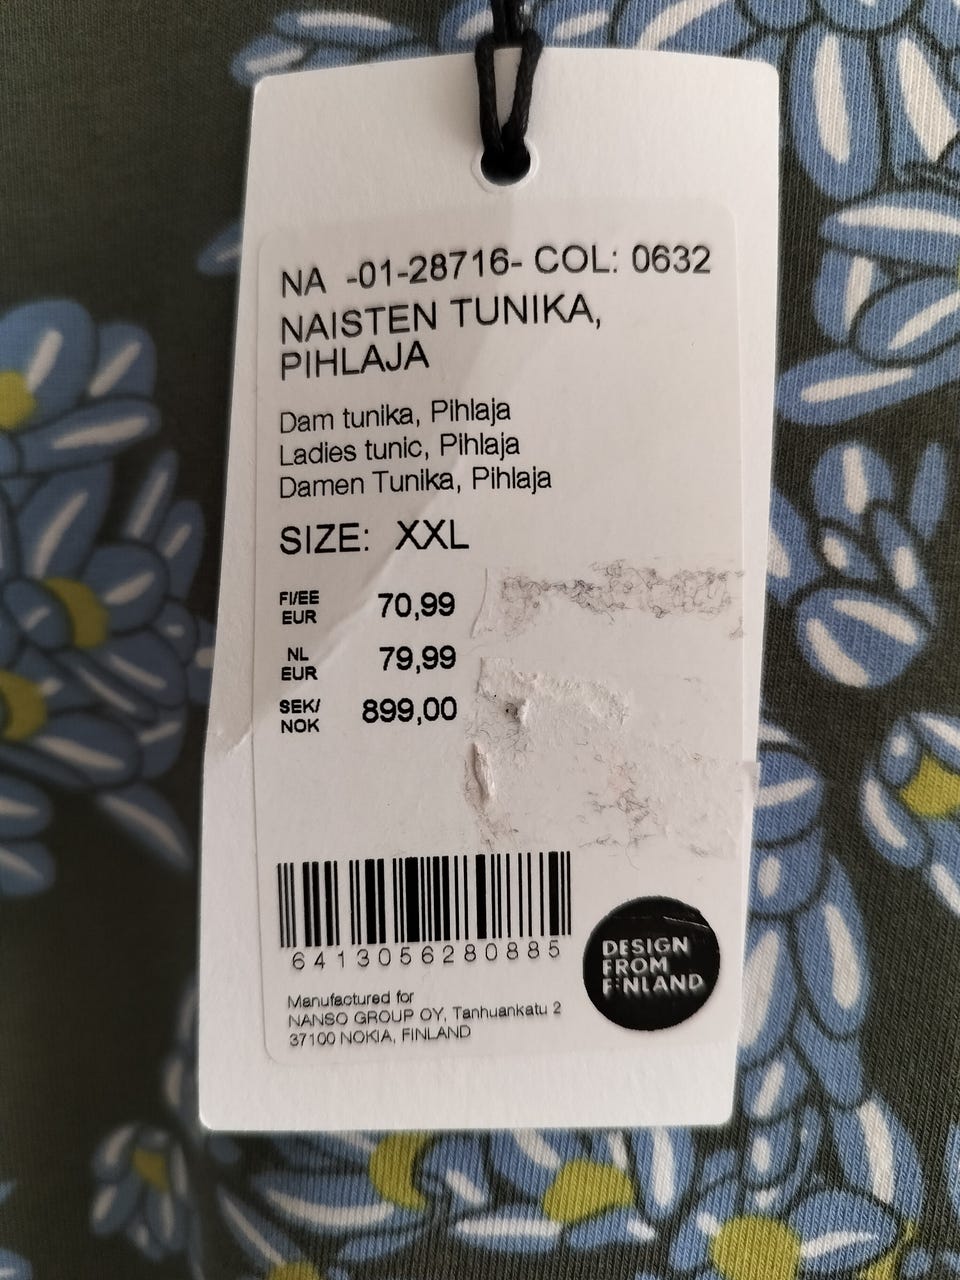 NA -01-28716- COL: 0632
NAISTEN TUNIKA,
PIHLAJA
Dam tunika, Pihlaja
Ladies tunic, Pihlaja
Damen Tunika, Pihlaja
SIZE: XXL
FI/EE
EUR 70,99
NL
EUR 79,99
SEK/
NOK 899,00
6413056280885
DESIGN
FROM
FINLAND
Manufactured for
NANSO GROUP OY, Tanhuankatu 2
37100 NOKIA, FINLAND